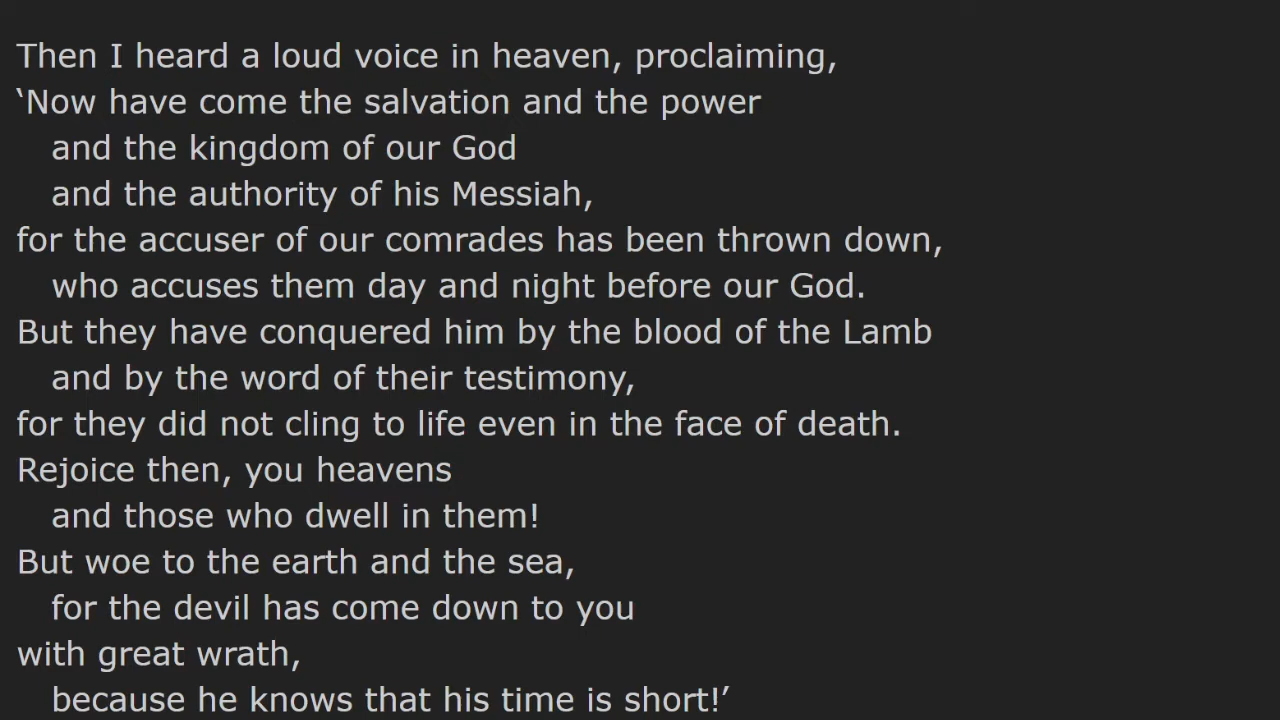 Then I heard a loud voice in heaven, proclaiming,
‘Now have come the salvation and the power
and the kingdom of our God
and the authority of his Messiah,
for the accuser of our comrades has been thrown down,
who accuses them day and night before our God.
But they have conquered him by the blood of the Lamb
and by the word of their testimony,
for they did not cling to life even in the face of death.
Rejoice then, you heavens
and those who dwell in them!
But woe to the earth and the sea,
for the devil has come down to you
with great wrath,
because he knows that his time is short!’